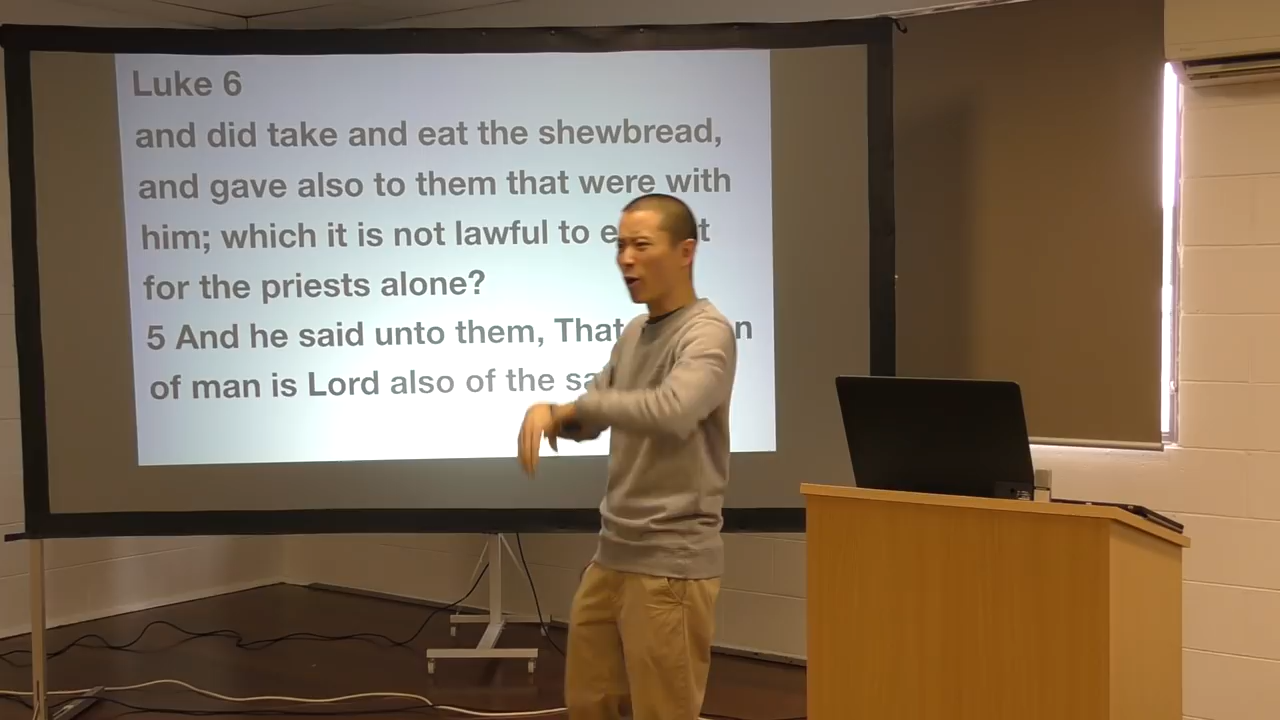 Luke 6
and did take and eat the shewbread,
and gave also to them that were with
him; which it is not lawful to
for the priests alone?
5 And he said unto them, That
of man is Lord also of the